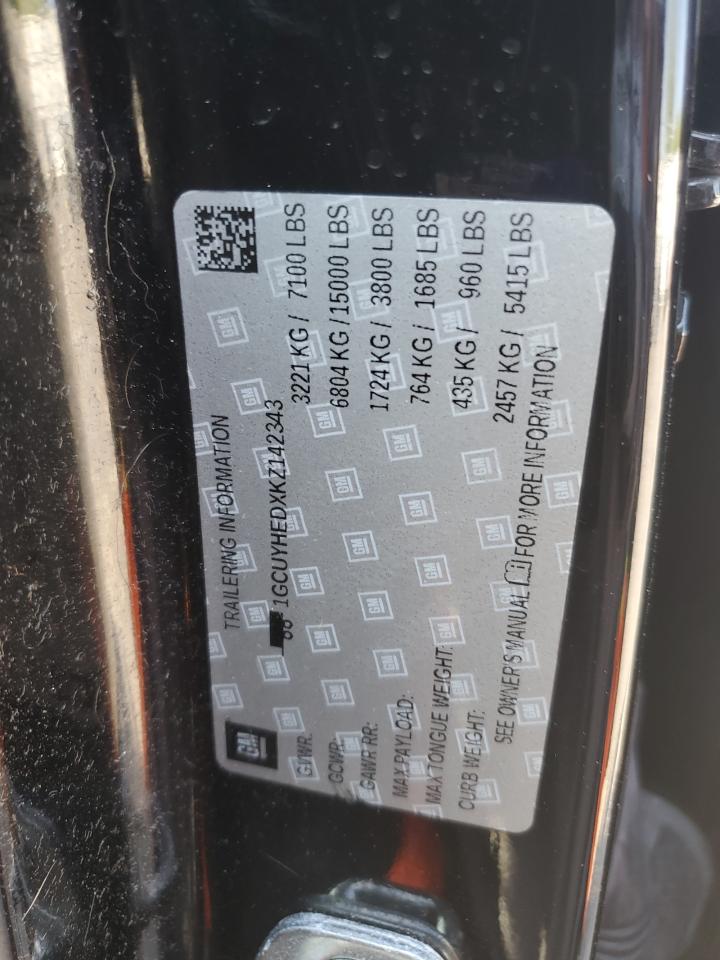 GM
TRAILERING INFORMATION
1GCUYHEDXKZ142343
GVWR: 3221 KG / 7100 LBS
GCWR: 6804 KG / 15000 LBS
GAWR RR: 1724 KG / 3800 LBS
MAX PAYLOAD: 764 KG / 1685 LBS
MAX TONGUE WEIGHT: 435 KG / 960 LBS
CURB WEIGHT: 2457 KG / 5415 LBS
SEE OWNER'S MANUAL FOR MORE INFORMATION